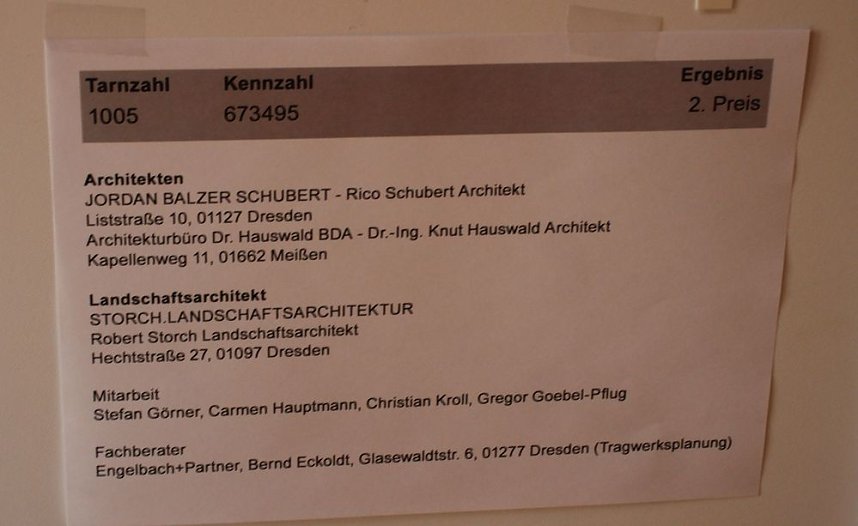 Tarnzahl Kennzahl Ergebnis
1005 673495 2. Preis
Architekten
JORDAN BALZER SCHUBERT - Rico Schubert Architekt
Liststraße 10, 01127 Dresden
Architekturbüro Dr. Hauswald BDA - Dr.-Ing. Knut Hauswald Architekt
Kapellenweg 11, 01662 Meißen
Landschaftsarchitekt
STORCH.LANDSCHAFTSARCHITEKTUR
Robert Storch Landschaftsarchitekt
Hechtstraße 27, 01097 Dresden
Mitarbeit
Stefan Görner, Carmen Hauptmann, Christian Kroll, Gregor Goebel-Pflug
Fachberater
Engelbach+Partner, Bernd Eckoldt, Glasewaldtstr. 6, 01277 Dresden (Tragwerksplanung)